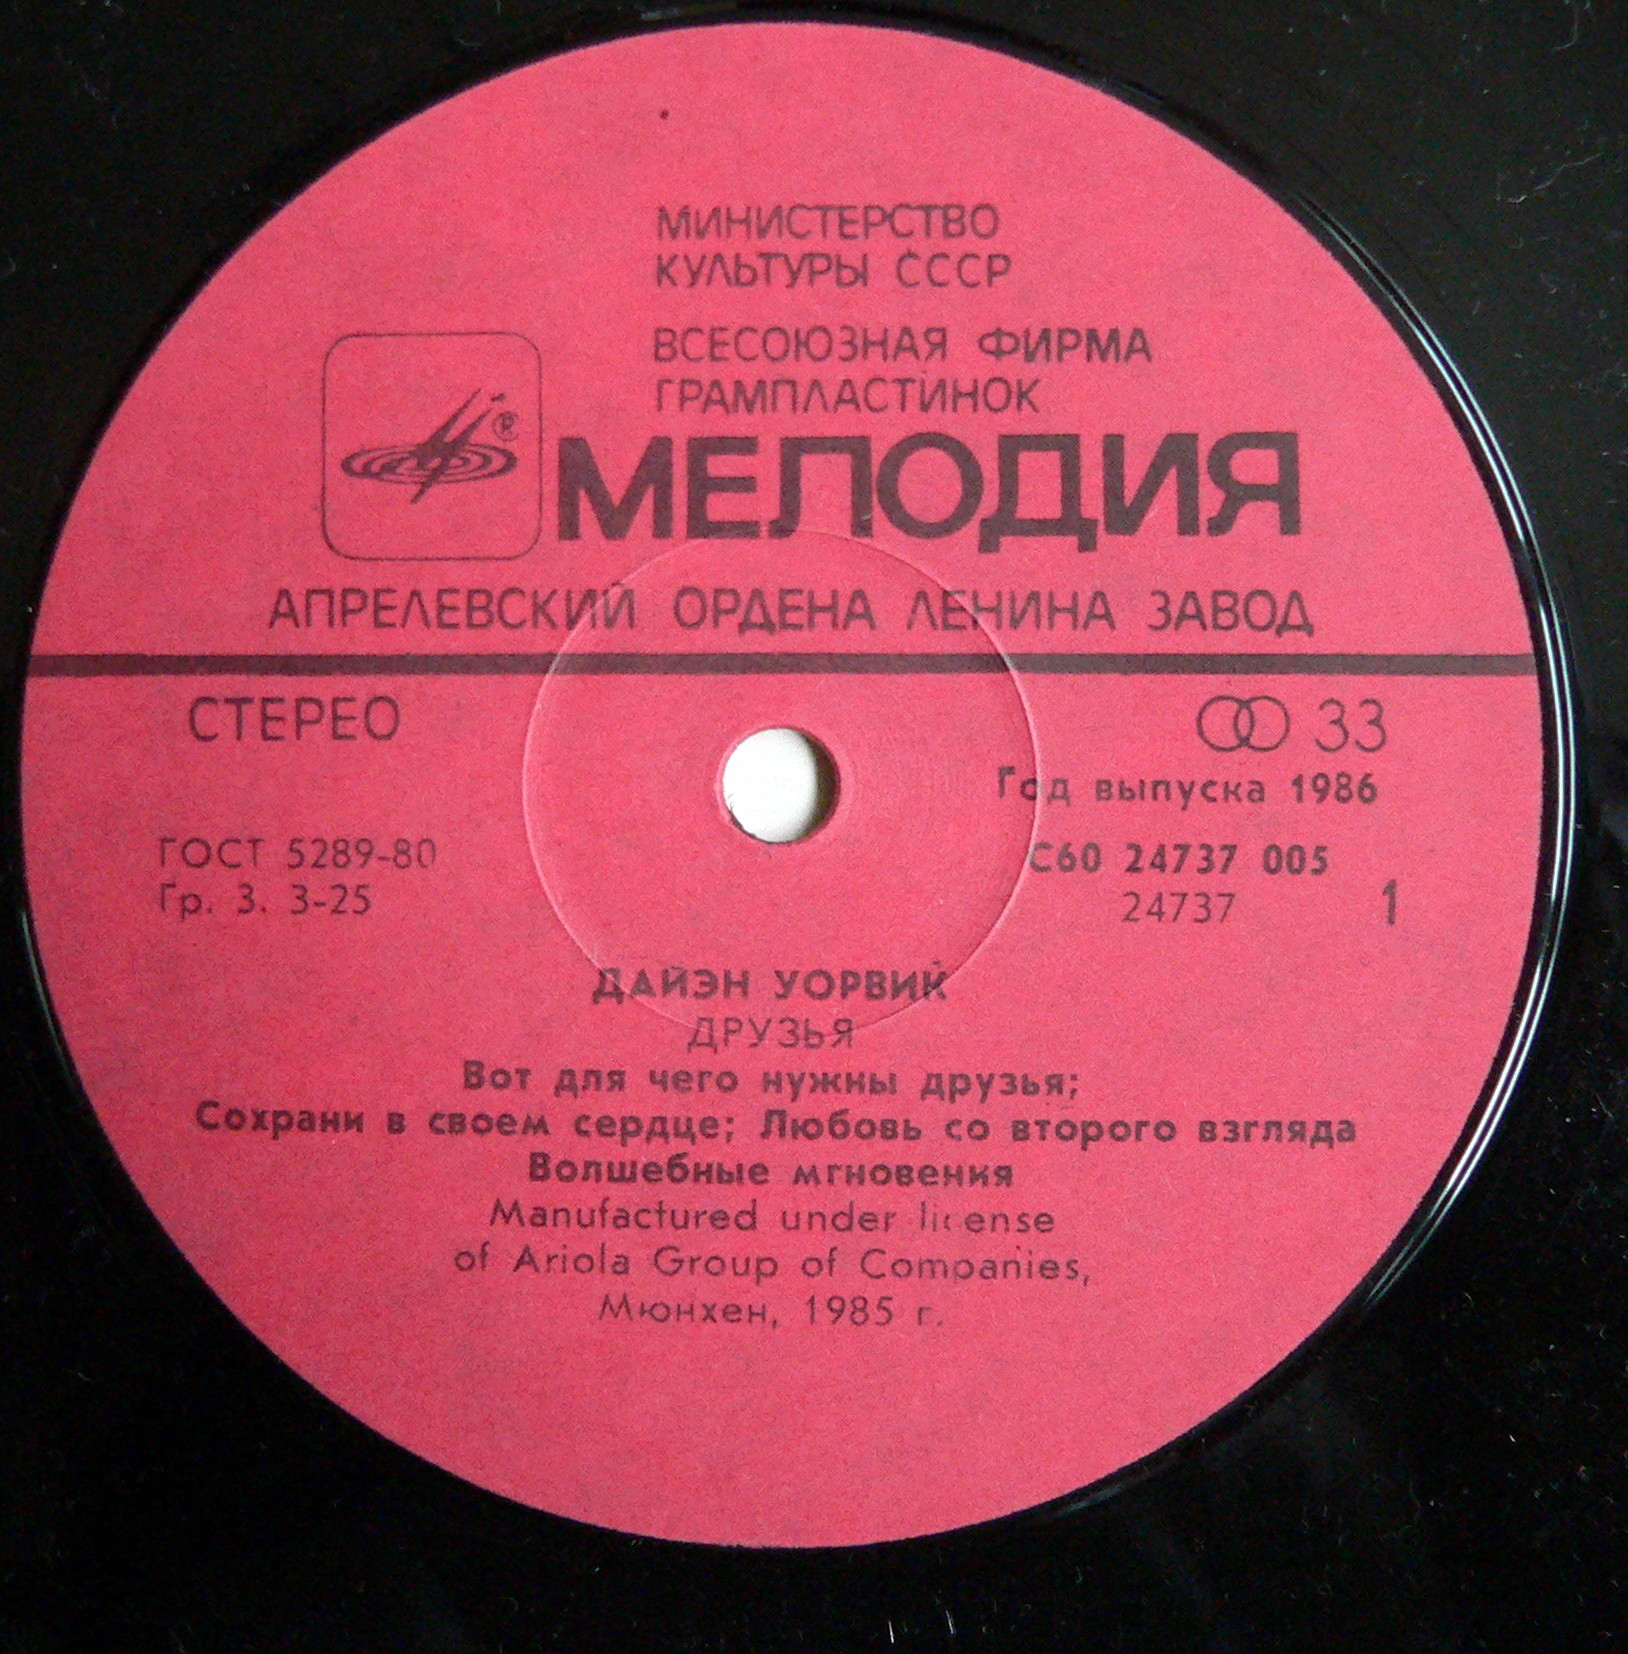 МИНИСТЕРСТВО
КУЛЬТУРЫ СССР
ВСЕСОЮЗНАЯ ФИРМА
ГРАМПЛАСТИНОК
®
МЕЛОДИЯ
АПРЕЛЕВСКИЙ ОРДЕНА ЛЕНИНА ЗАВОД
СТЕРЕО
33
Год выпуска 1986
ГОСТ 5289-80
Гр. 3. 3-25
С60 24737 005
24737
1
ДАЙЭН УОРВИК
ДРУЗЬЯ
Вот для чего нужны друзья;
Сохрани в своем сердце; Любовь со второго взгляда
Волшебные мгновения
Manufactured under license
of Ariola Group of Companies,
Мюнхен, 1985 г.